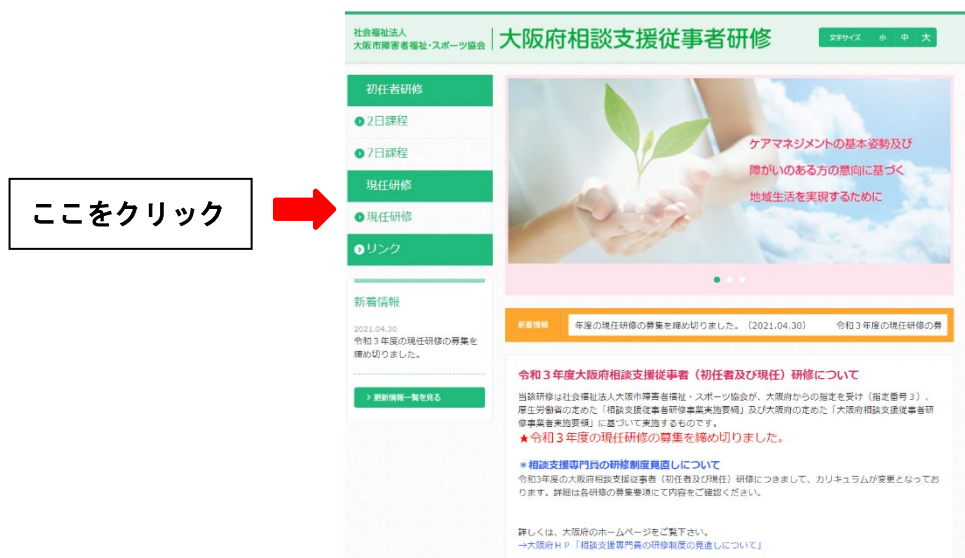 ここをクリック
社会福祉法人
大阪市障害者福祉・スポーツ協会
大阪府相談支援従事者研修
文字サイズ 小 中 大
初任者研修
2日課程
7日課程
現任研修
現任研修
リンク
ケアマネジメントの基本姿勢及び
障がいのある方の意向に基づく
地域生活を実現するために
新着情報
2021.04.30
令和３年度の現任研修の募集を
締め切りました。
> 更新情報一覧を見る
新着情報 年度の現任研修の募集を締め切りました。（2021.04.30） 令和３年度の現任研修の募
令和３年度大阪府相談支援従事者（初任者及び現任）研修について
当該研修は社会福祉法人大阪市障害者福祉・スポーツ協会が、大阪府からの指定を受け（指定番号３）、
厚生労働省の定めた「相談支援従事者研修事業実施要綱」及び大阪府の定めた「大阪府相談支援従事者研
修事業者実施要領」に基づいて実施するものです。
★令和３年度の現任研修の募集を締め切りました。
＊相談支援専門員の研修制度見直しについて
令和3年度の大阪府相談支援従事者（初任者及び現任）研修につきまして、カリキュラムが変更となってお
ります。詳細は各研修の募集要項にて内容をご確認ください。
詳しくは、大阪府のホームページをご覧下さい。
→大阪府ＨＰ「相談支援専門員の研修制度の見直しについて」